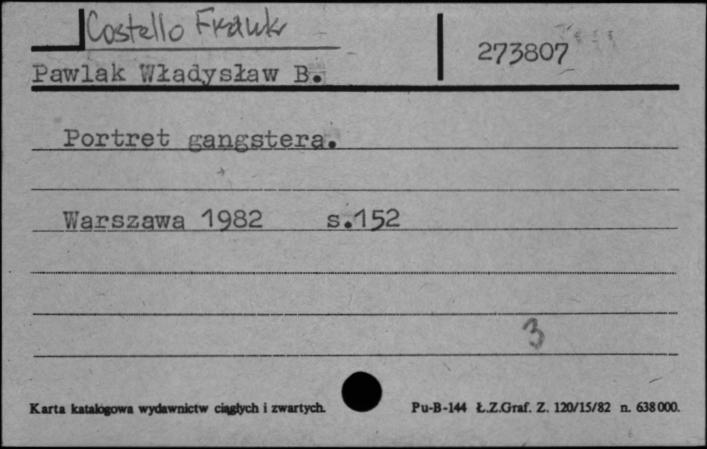 Costello Frank
273807
Pawlak Władysław B.
Portret gangstera.
Warszawa 1982 s.152
3
Karta katalogowa wydawnictw ciągłych i zwartych.
Pu-B-144 Ł.Z.Graf. Z. 120/15/82 n. 638000.